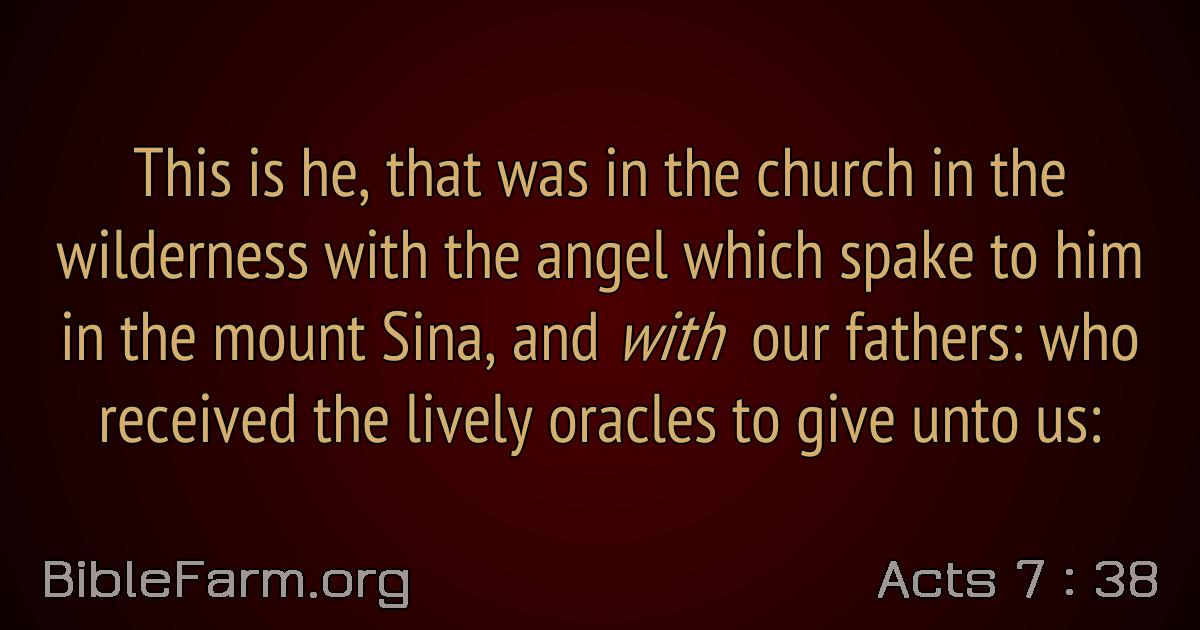 This is he, that was in the church in the
wilderness with the angel which spake to him
in the mount Sina, and with our fathers: who
received the lively oracles to give unto us:
BibleFarm.org
Acts 7 : 38